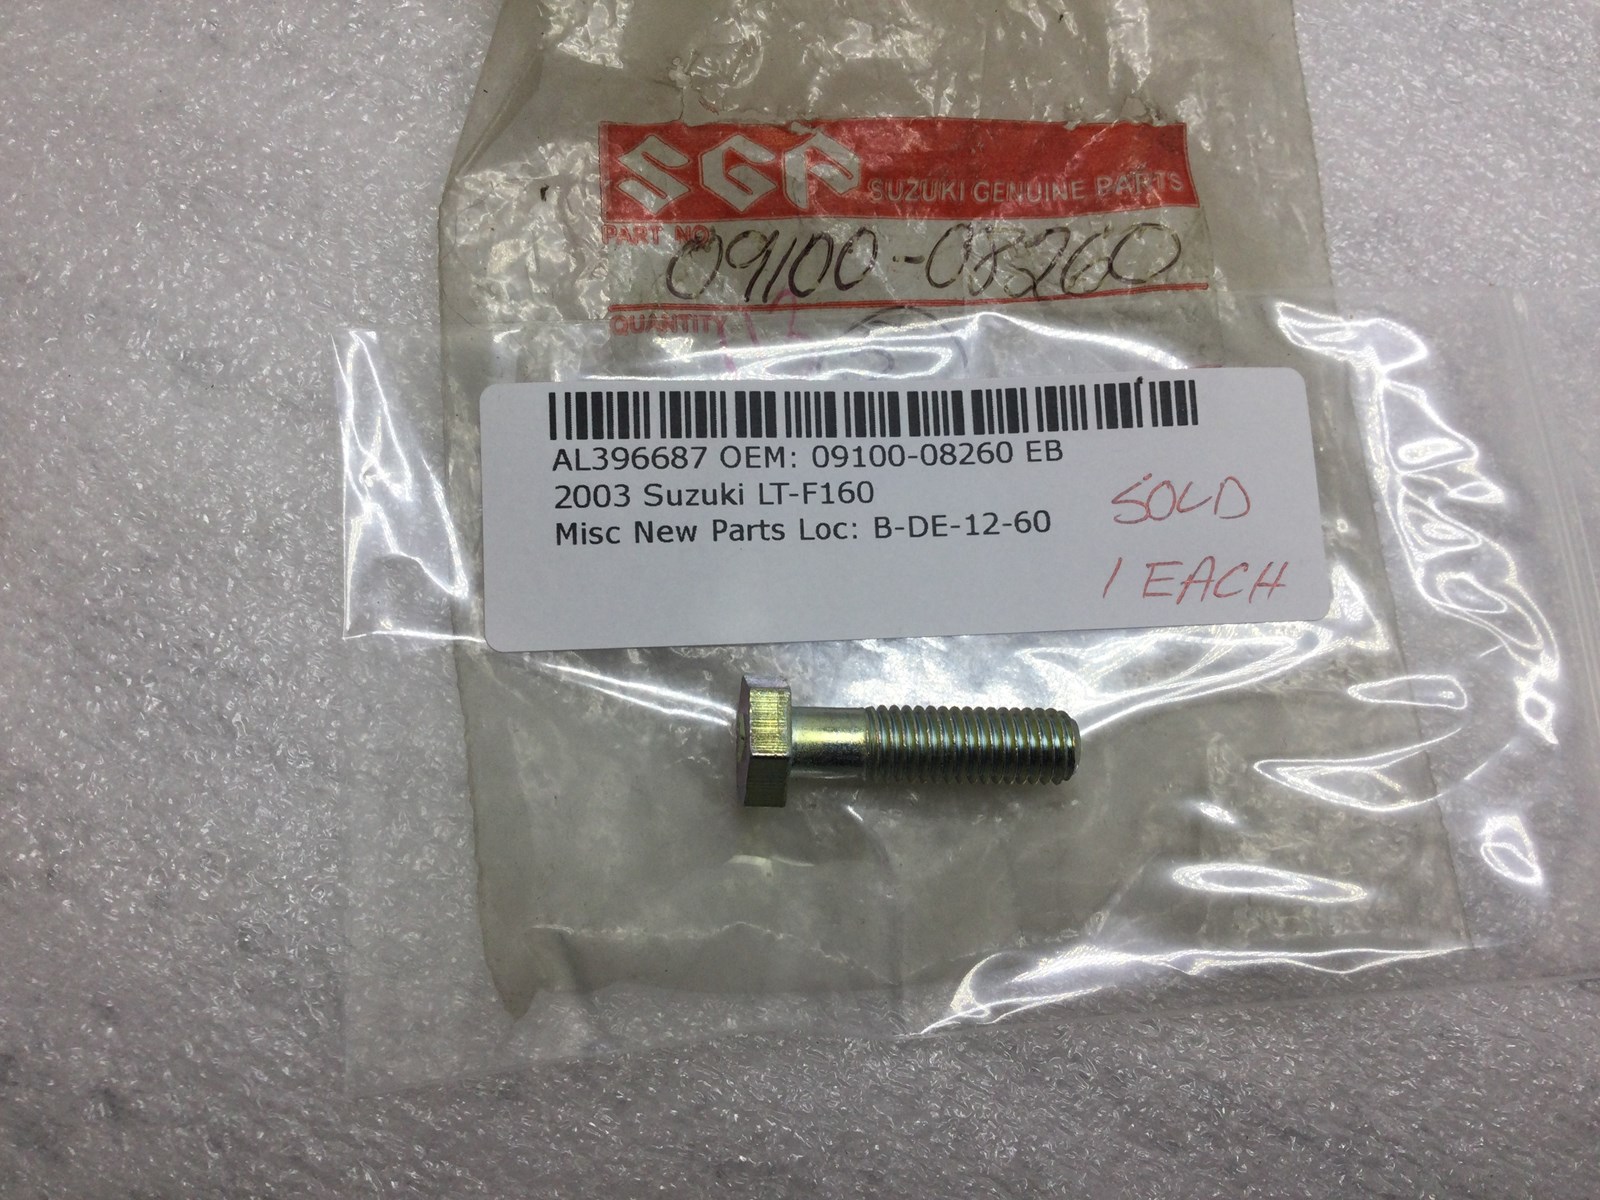 SGP SUZUKI GENUINE PARTS
PART NO. 09100-08260
QUANTITY
AL396687 OEM: 09100-08260 EB
2003 Suzuki LT-F160
Misc New Parts Loc: B-DE-12-60
SOLD
1 EACH